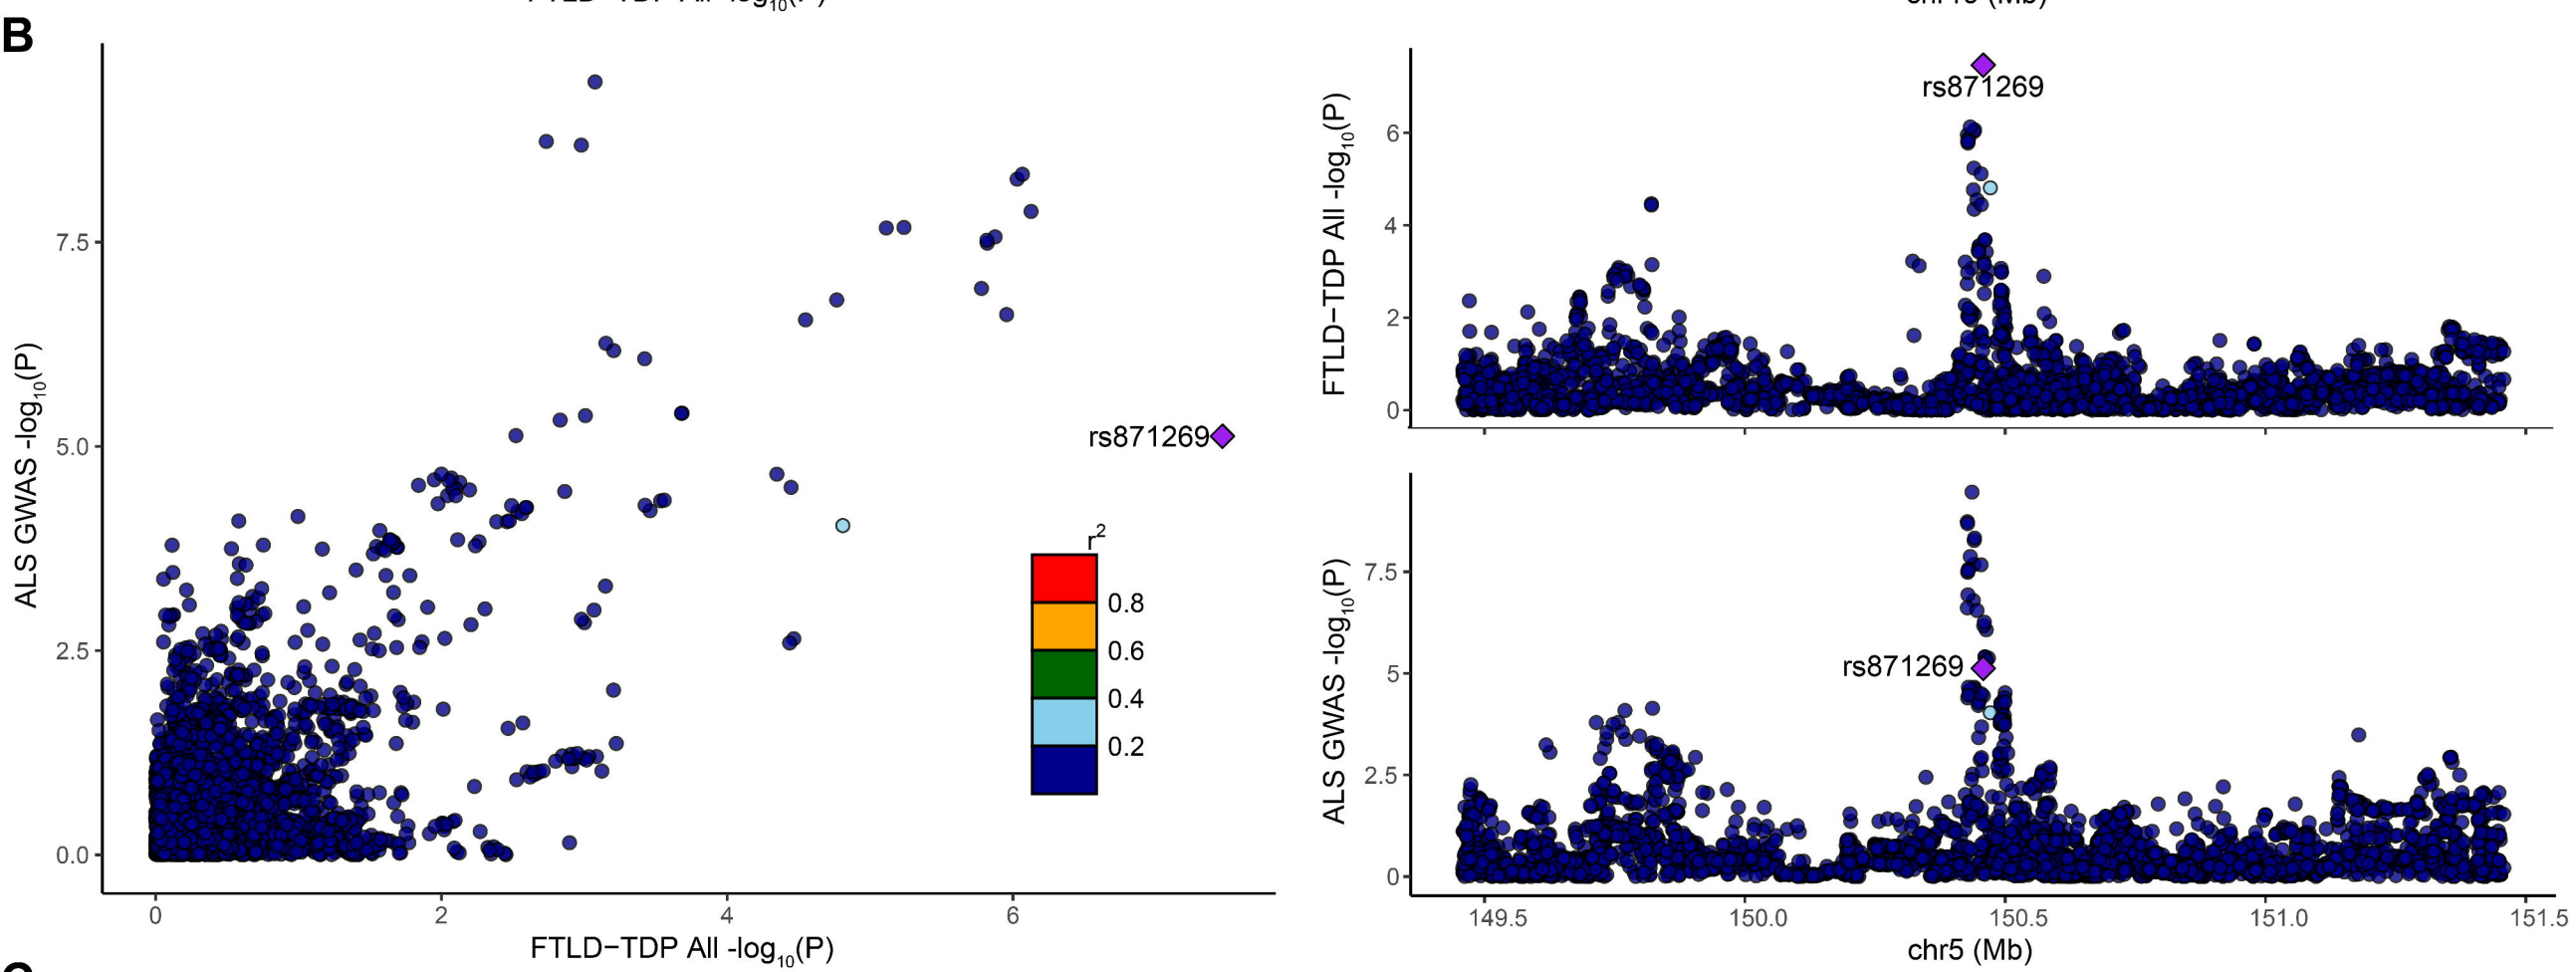 B
7.5
5.0
2.5
0.0
ALS GWAS -log10(P)
rs871269
r2
0.8
0.6
0.4
0.2
0 2 4 6
FTLD−TDP All -log10(P)
rs871269
6
4
2
0
FTLD−TDP All -log10(P)
7.5
5
2.5
0
ALS GWAS -log10(P)
rs871269
149.5 150.0 150.5 151.0 151.5
chr5 (Mb)